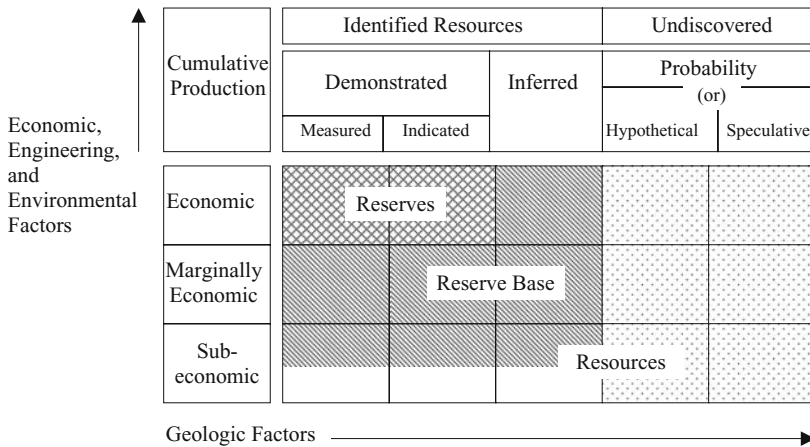 Identified Resources
Undiscovered
Cumulative
Production
Demonstrated
Inferred
Probability
(or)
Measured
Indicated
Hypothetical
Speculative
Economic,
Engineering,
and
Environmental
Factors
Economic
Reserves
Marginally
Economic
Reserve Base
Sub-
economic
Resources
Geologic Factors